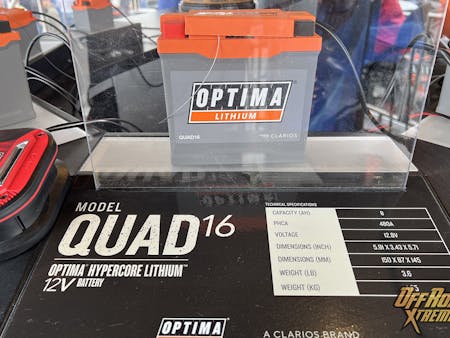 OPTIMA
LITHIUM
QUAD16
CLARIOS
MODEL
QUAD16
OPTIMA HYPERCORE LITHIUM™
12V BATTERY
TECHNICAL SPECIFICATIONS
CAPACITY (AH) 8
PHCA 480A
VOLTAGE 12.8V
DIMENSIONS (INCH) 5.91 X 3.43 X 5.71
DIMENSIONS (MM) 150 X 87 X 145
WEIGHT (LB) 3.6
WEIGHT (KG)
OPTIMA
A CLARIOS BRAND
OFFROAD
XTREME